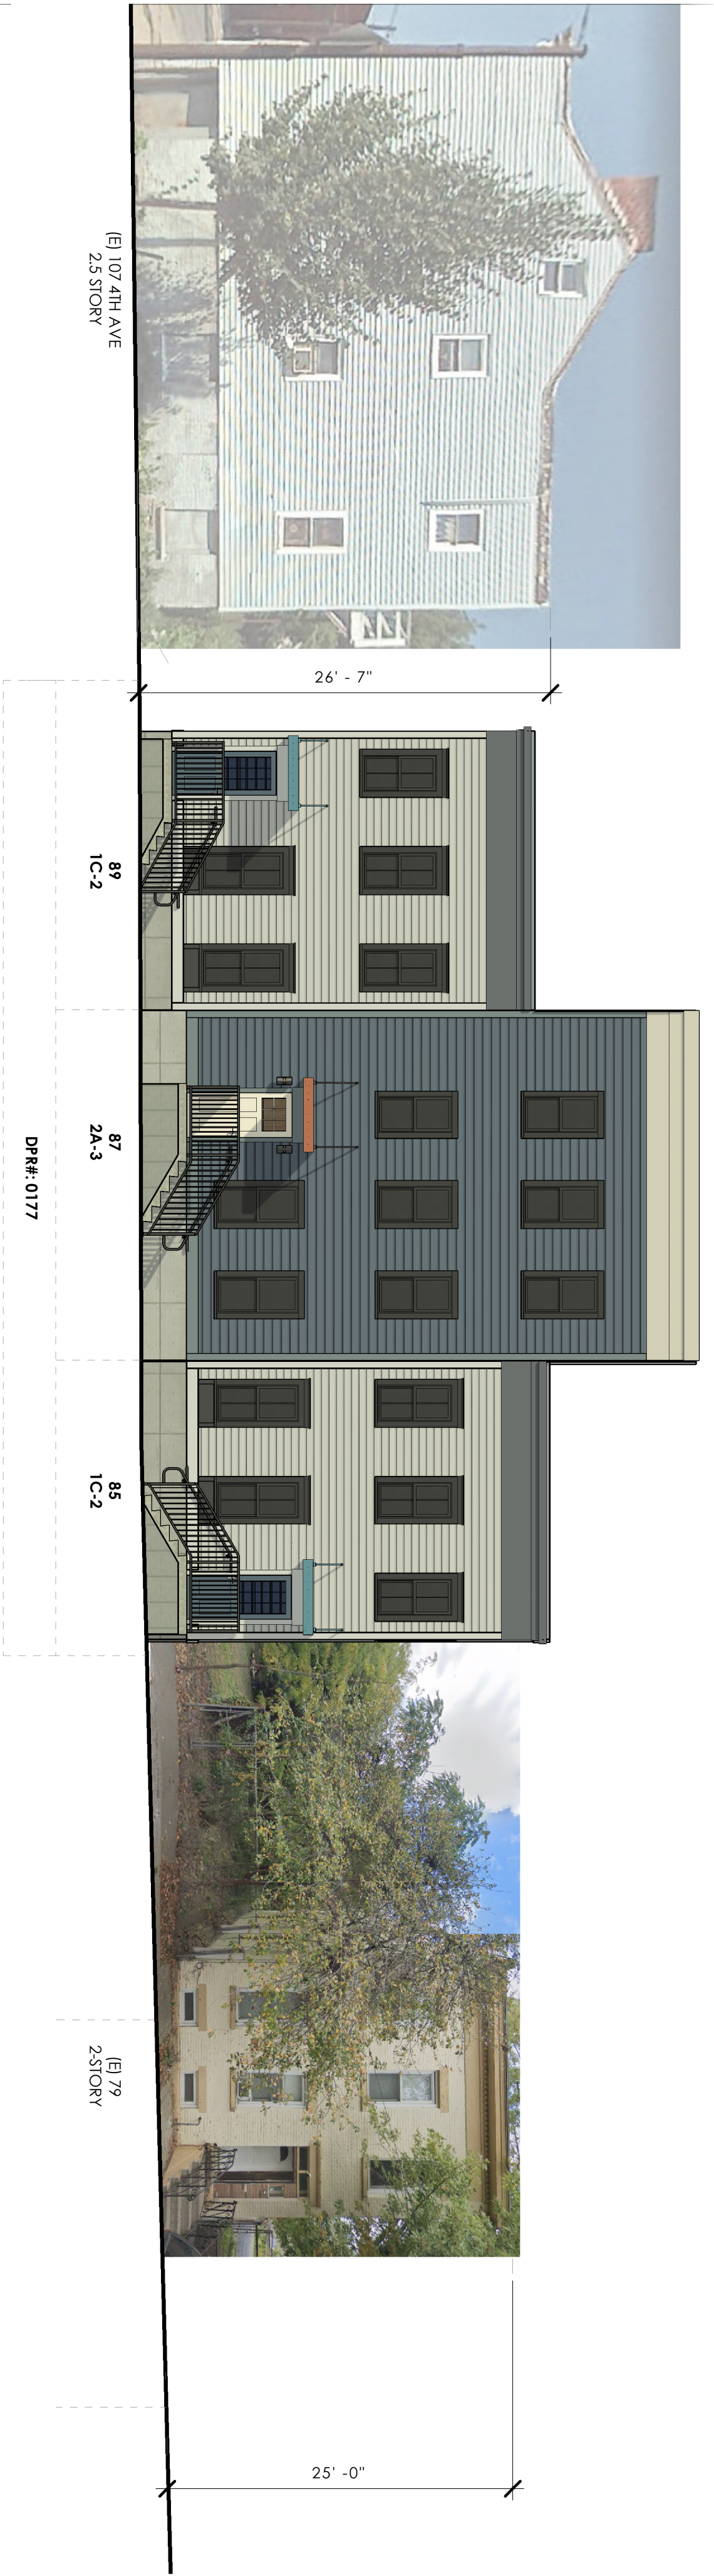 (E) 107 4TH AVE
2.5 STORY
26' - 7"
89
1C-2
87
2A-3
85
1C-2
DPR#: 0177
(E) 79
2-STORY
25' -0"